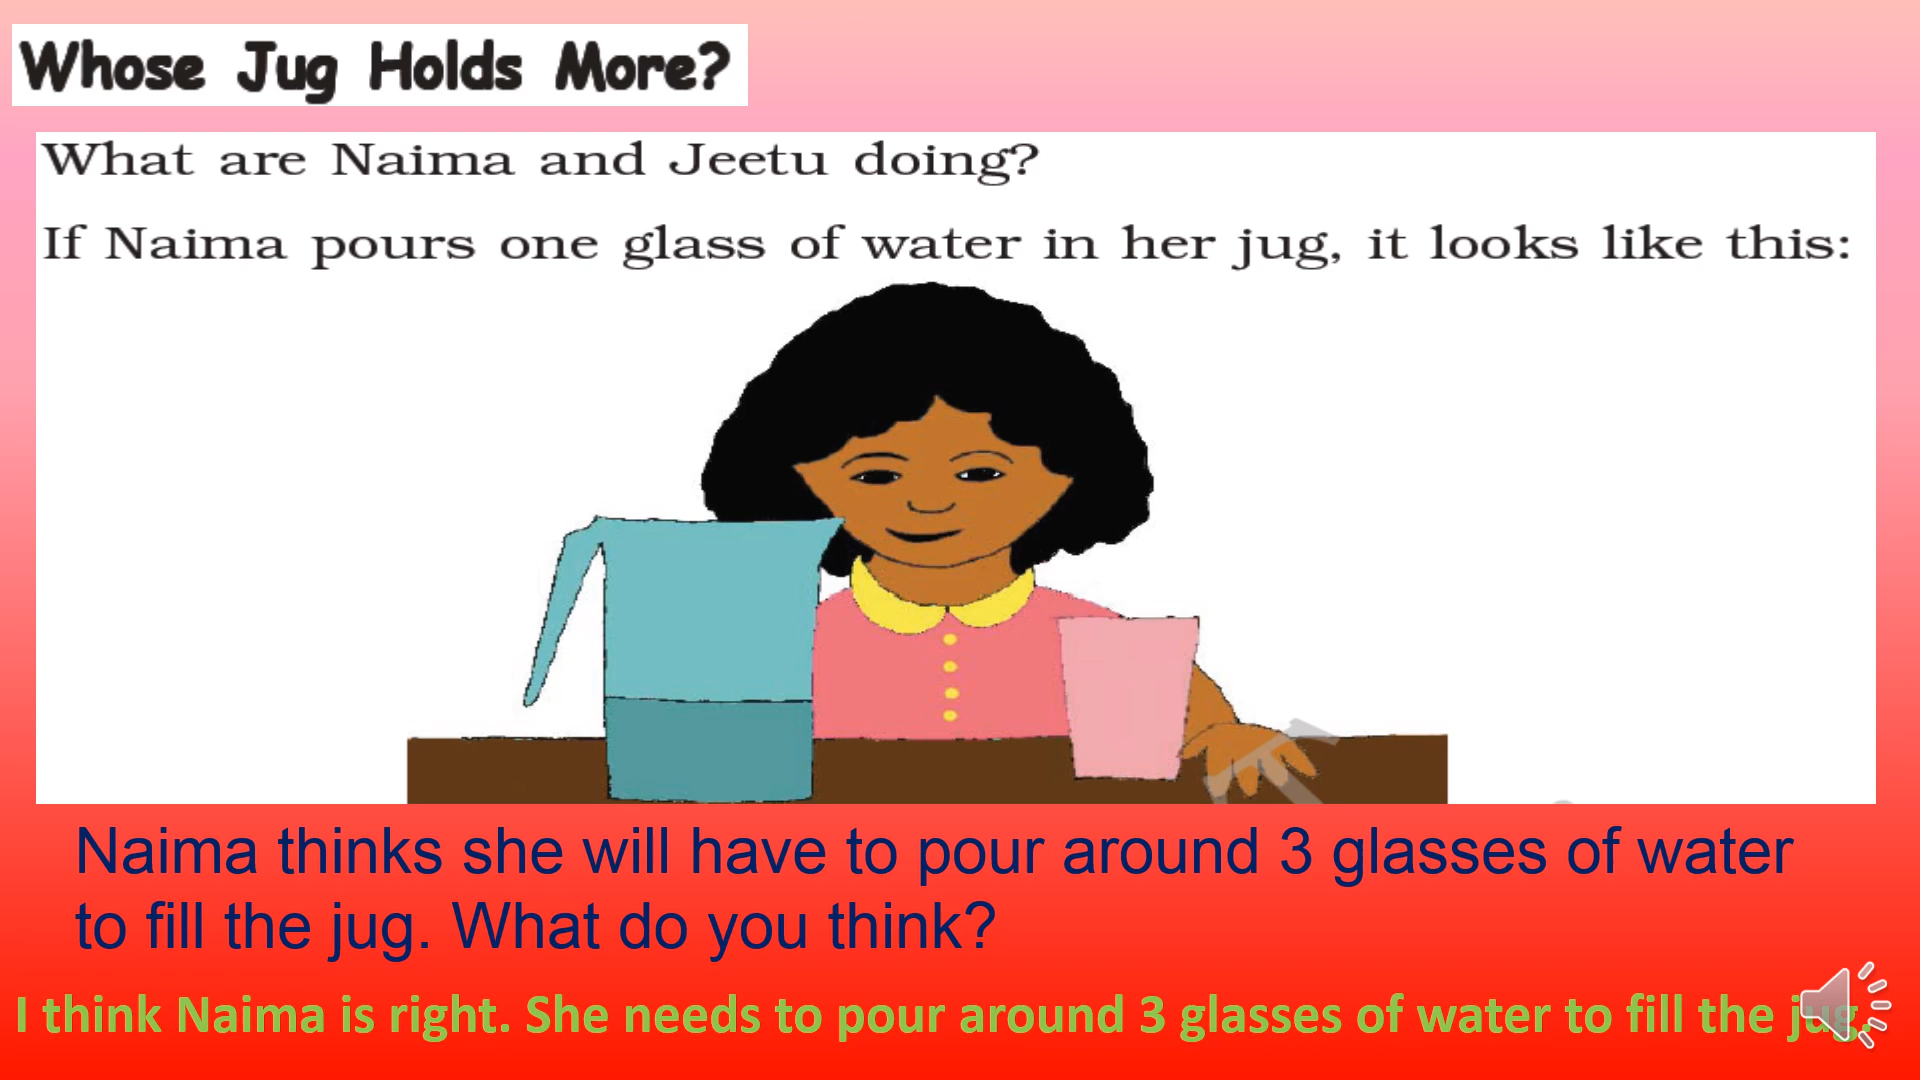 Whose Jug Holds More?
What are Naima and Jeetu doing?
If Naima pours one glass of water in her jug, it looks like this:
Naima thinks she will have to pour around 3 glasses of water
to fill the jug. What do you think?
I think Naima is right. She needs to pour around 3 glasses of water to fill the jug.